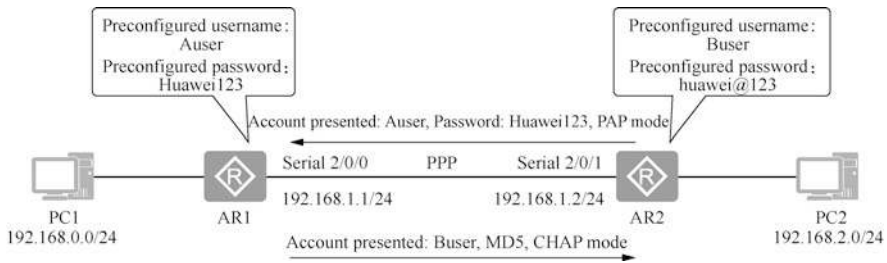 Preconfigured username:
Auser
Preconfigured password:
Huawei123
Preconfigured username:
Buser
Preconfigured password:
huawei@123
Account presented: Auser, Password: Huawei123, PAP mode
Serial 2/0/0 PPP Serial 2/0/1
R R
192.168.1.1/24 192.168.1.2/24
PC1 AR1 AR2 PC2
192.168.0.0/24 192.168.2.0/24
Account presented: Buser, MD5, CHAP mode